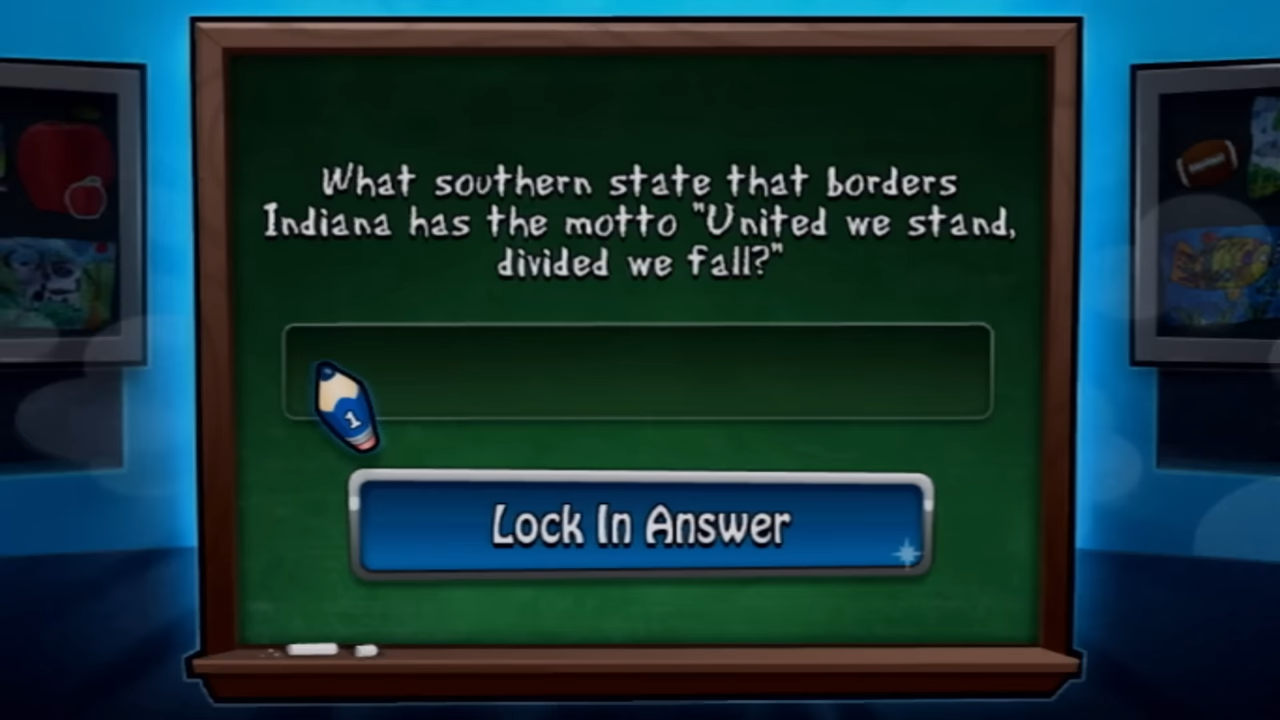 What southern state that borders
Indiana has the motto "United we stand,
divided we fall?"
1
Lock In Answer